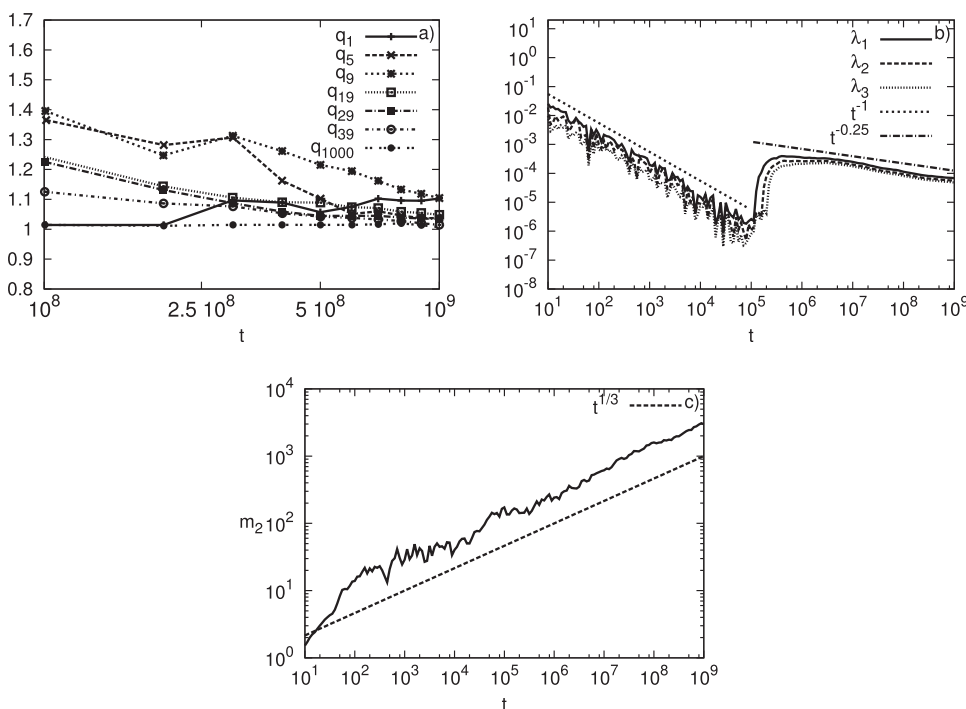 a)
q1
q5
q9
q19
q29
q39
q1000
1.7
1.6
1.5
1.4
1.3
1.2
1.1
1
0.9
0.8
10^8 2.5 10^8 5 10^8 10^9
t
b)
λ1
λ2
λ3
t^-1
t^-0.25
10^1
10^0
10^-1
10^-2
10^-3
10^-4
10^-5
10^-6
10^-7
10^-8
10^1 10^2 10^3 10^4 10^5 10^6 10^7 10^8 10^9
t
c)
t^1/3
10^4
10^3
m2 10^2
10^1
10^0
10^1 10^2 10^3 10^4 10^5 10^6 10^7 10^8 10^9
t